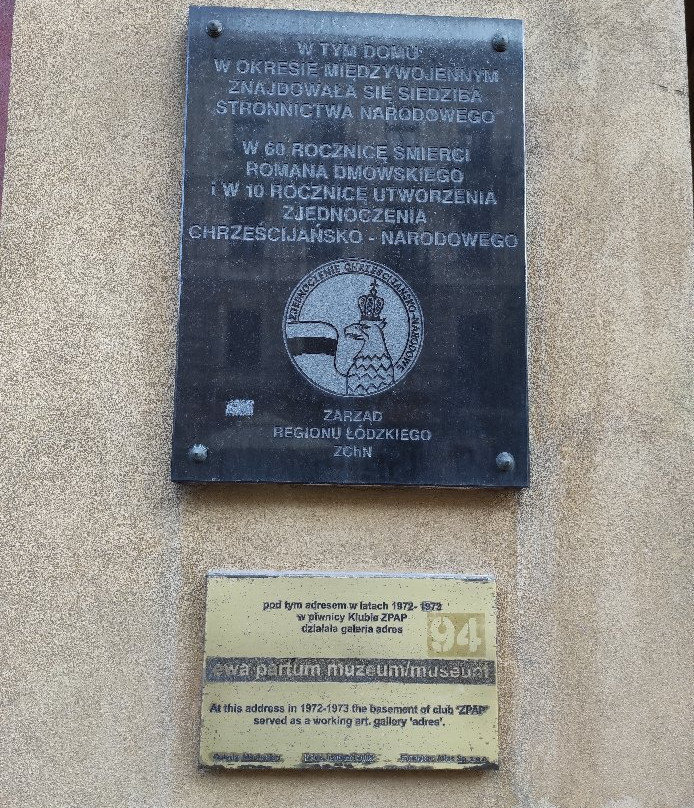 W TYM DOMU
W OKRESIE MIĘDZYWOJENNYM
ZNAJDOWAŁA SIĘ SIEDZIBA
STRONNICTWA NARODOWEGO
W 60 ROCZNICĘ ŚMIERCI
ROMANA DMOWSKIEGO
i W 10 ROCZNICĘ UTWORZENIA
ZJEDNOCZENIA
CHRZEŚCIJAŃSKO - NARODOWEGO
ZJEDNOCZENIE CHRZEŚCIJAŃSKO-NARODOWE
ZARZĄD
REGIONU ŁÓDZKIEGO
ZChN
pod tym adresem w latach 1972- 1973
w piwnicy Klubie ZPAP
działała galeria adres
94
ewa partum muzeum/museum
At this address in 1972-1973 the basement of club 'ZPAP'
served as a working art. gallery 'adres'.